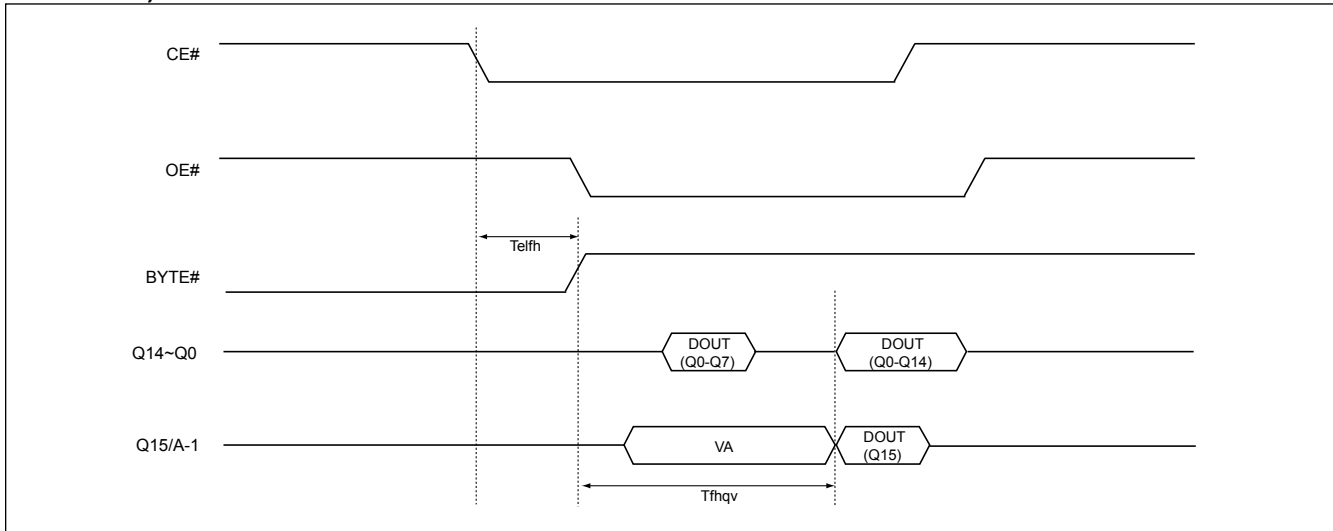 CE#
OE#
Telfh
BYTE#
Q14~Q0
DOUT
(Q0-Q7)
DOUT
(Q0-Q14)
Q15/A-1
VA
DOUT
(Q15)
Tfhqv